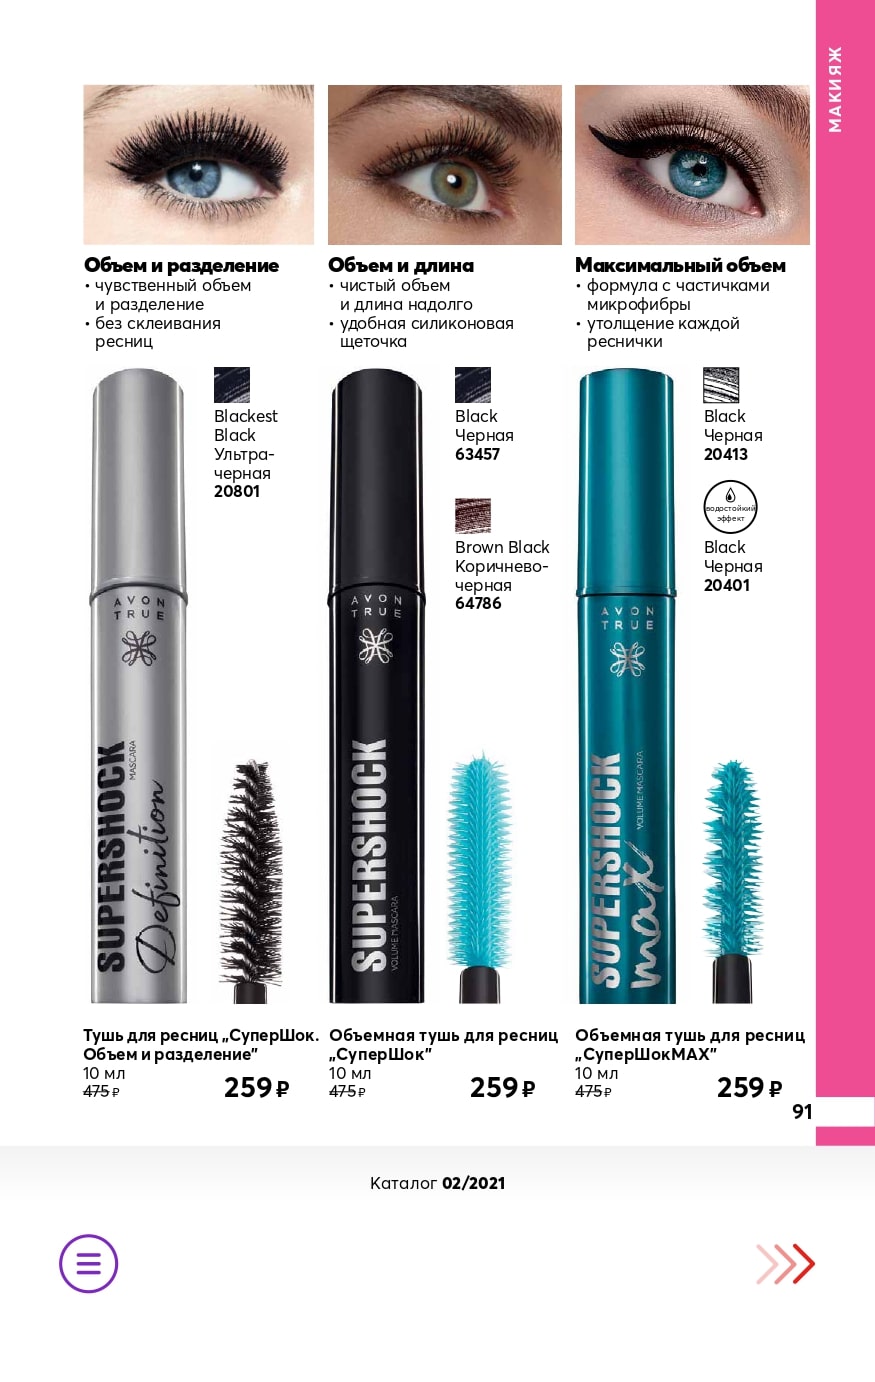 МАКИЯЖ
Объем и разделение
• чувственный объем
и разделение
• без склеивания
ресниц
Объем и длина
• чистый объем
и длина надолго
• удобная силиконовая
щеточка
Максимальный объем
• формула с частичками
микрофибры
• утолщение каждой
реснички
Blackest
Black
Ультра-
черная
20801
Black
Черная
63457
Brown Black
Коричнево-
черная
64786
Black
Черная
20413
водостойкий
эффект
Black
Черная
20401
AVON
TRUE
SUPERSHOCK
MASCARA
Definition
AVON
TRUE
SUPERSHOCK
VOLUME MASCARA
AVON
TRUE
SUPERSHOCK
VOLUME MASCARA
max
Тушь для ресниц „СуперШок.
Объем и разделение”
10 мл
475 ₽
259 ₽
Объемная тушь для ресниц
„СуперШок”
10 мл
475 ₽
259 ₽
Объемная тушь для ресниц
„СуперШокMAX”
10 мл
475 ₽
259 ₽
91
Каталог 02/2021